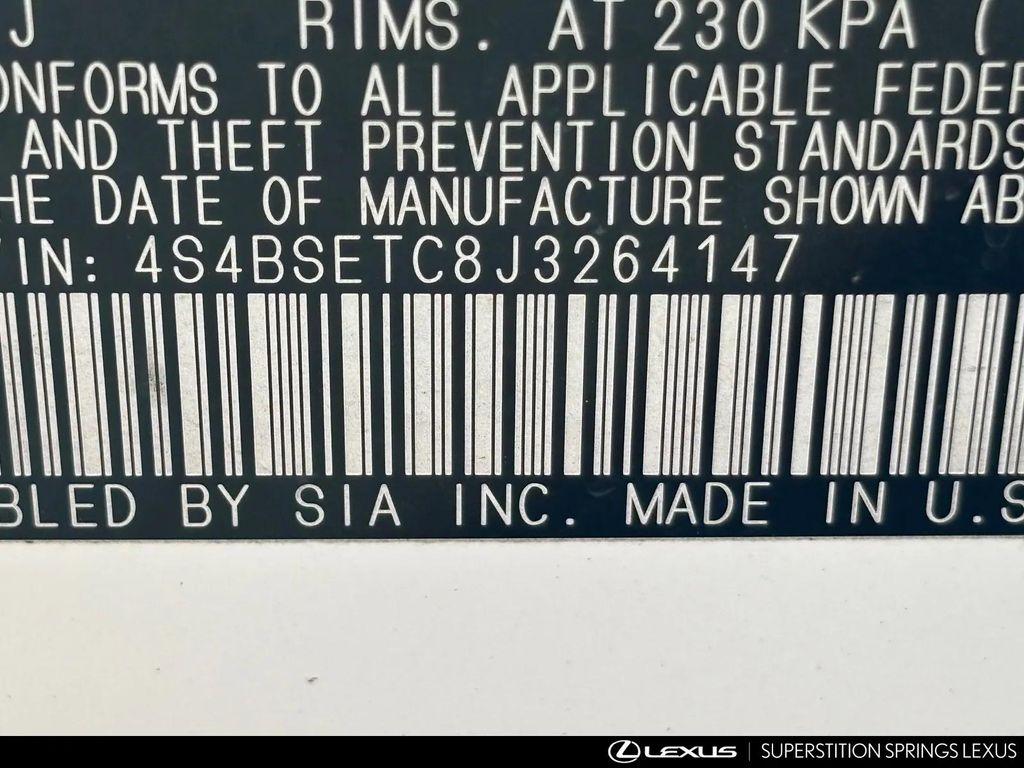 J RIMS. AT 230 KPA (
ONFORMS TO ALL APPLICABLE FEDER
AND THEFT PREVENTION STANDARDS
HE DATE OF MANUFACTURE SHOWN AB
VIN: 4S4BSETC8J3264147
BLED BY SIA INC. MADE IN U.S
LEXUS | SUPERSTITION SPRINGS LEXUS